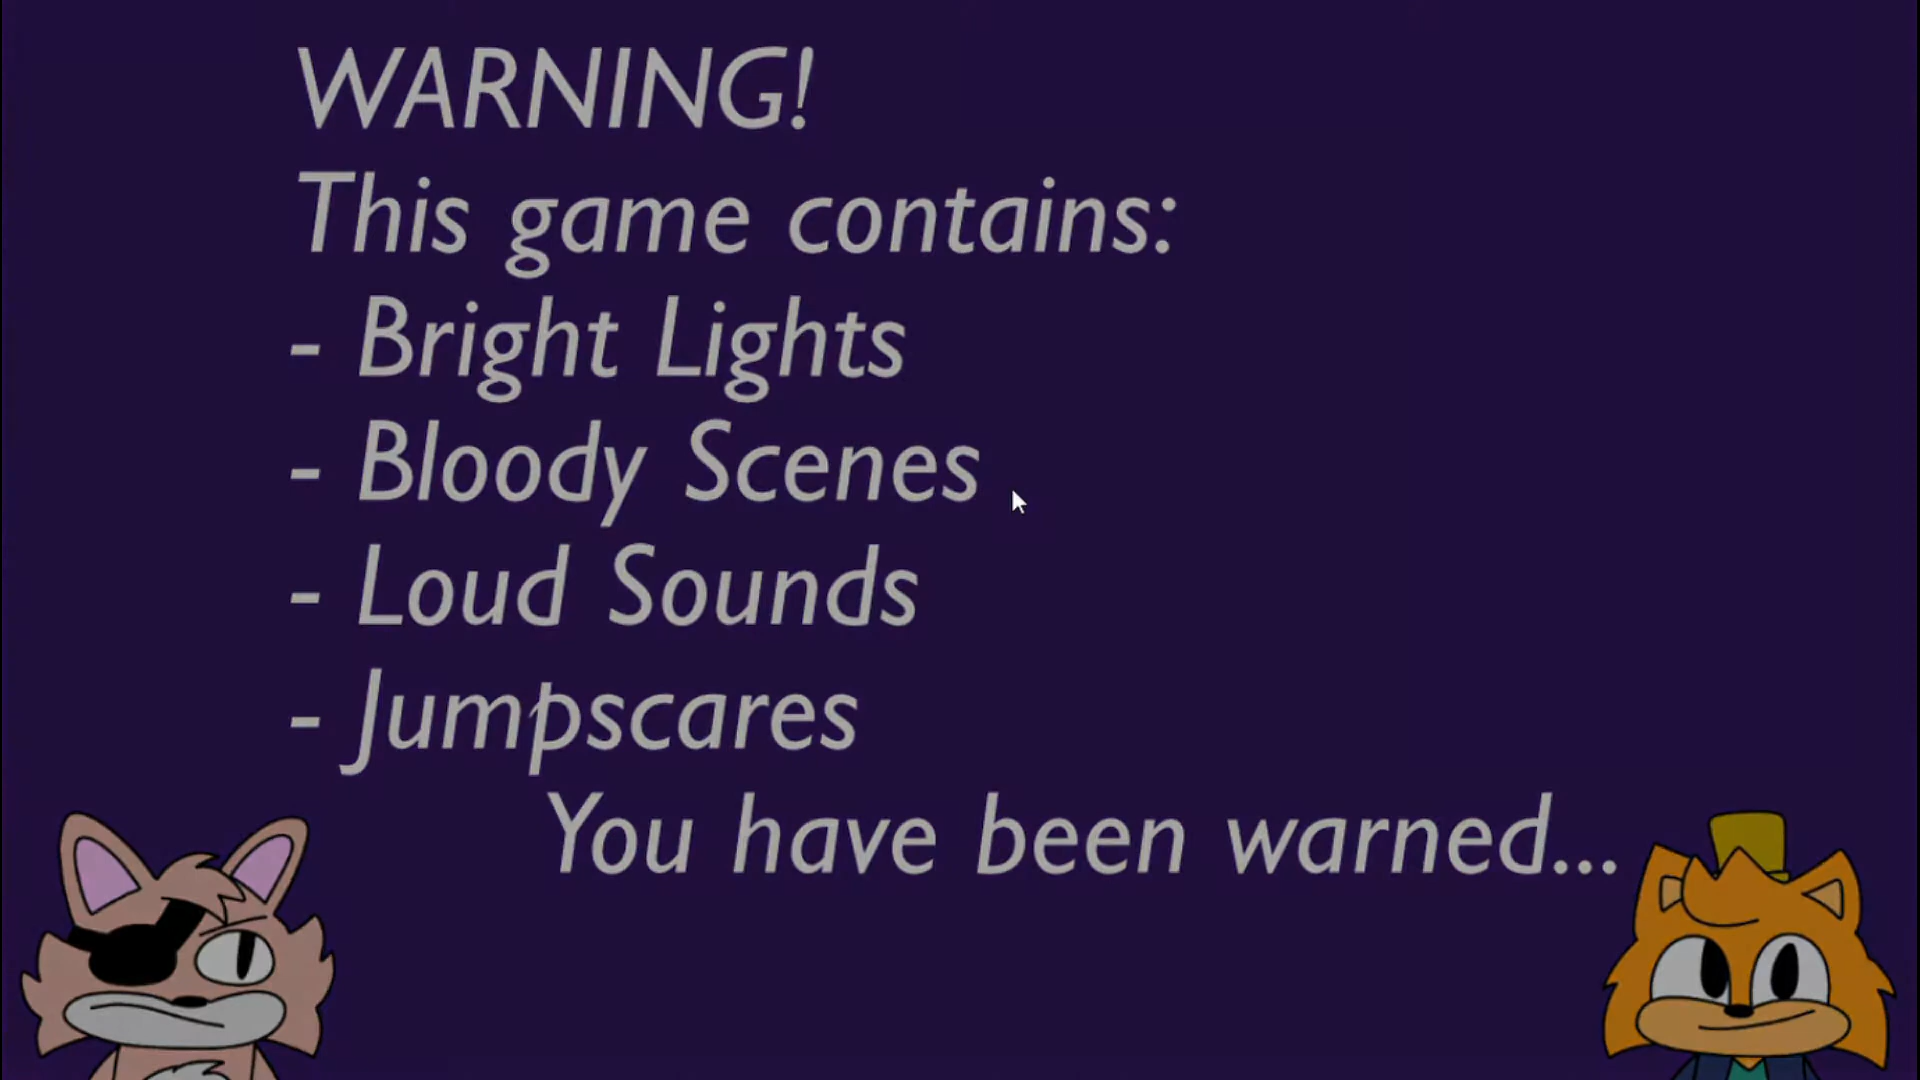 WARNING!
This game contains:
- Bright Lights
- Bloody Scenes
- Loud Sounds
- Jumpscares
You have been warned...